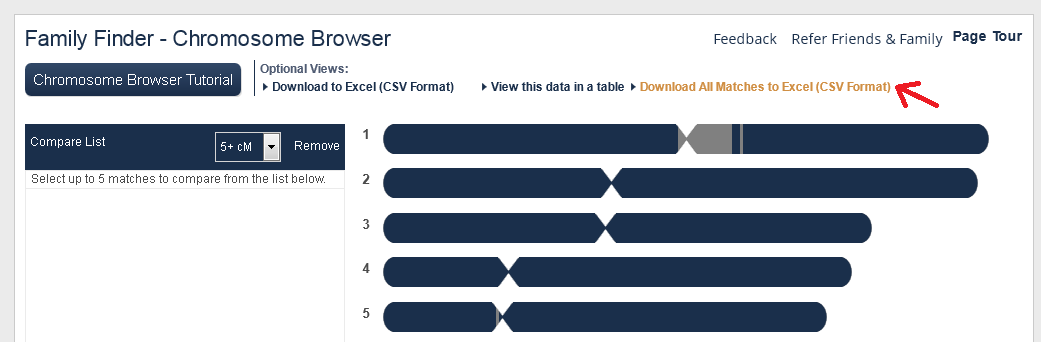 Family Finder - Chromosome Browser
Feedback Refer Friends & Family Page Tour
Chromosome Browser Tutorial
Optional Views:
Download to Excel (CSV Format) View this data in a table Download All Matches to Excel (CSV Format)
Compare List 5+ cM Remove
Select up to 5 matches to compare from the list below.
1
2
3
4
5